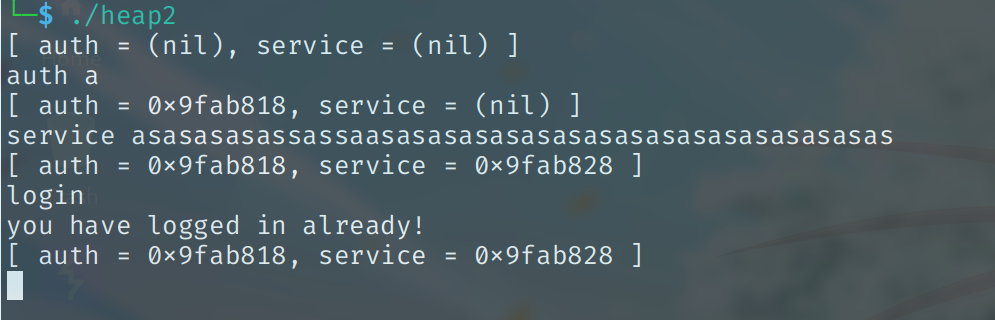 └─$ ./heap2
[ auth = (nil), service = (nil) ]
auth a
[ auth = 0×9fab818, service = (nil) ]
service asasasasassassaasasasasasasasasasasasasasasasasas
[ auth = 0×9fab818, service = 0×9fab828 ]
login
you have logged in already!
[ auth = 0×9fab818, service = 0×9fab828 ]